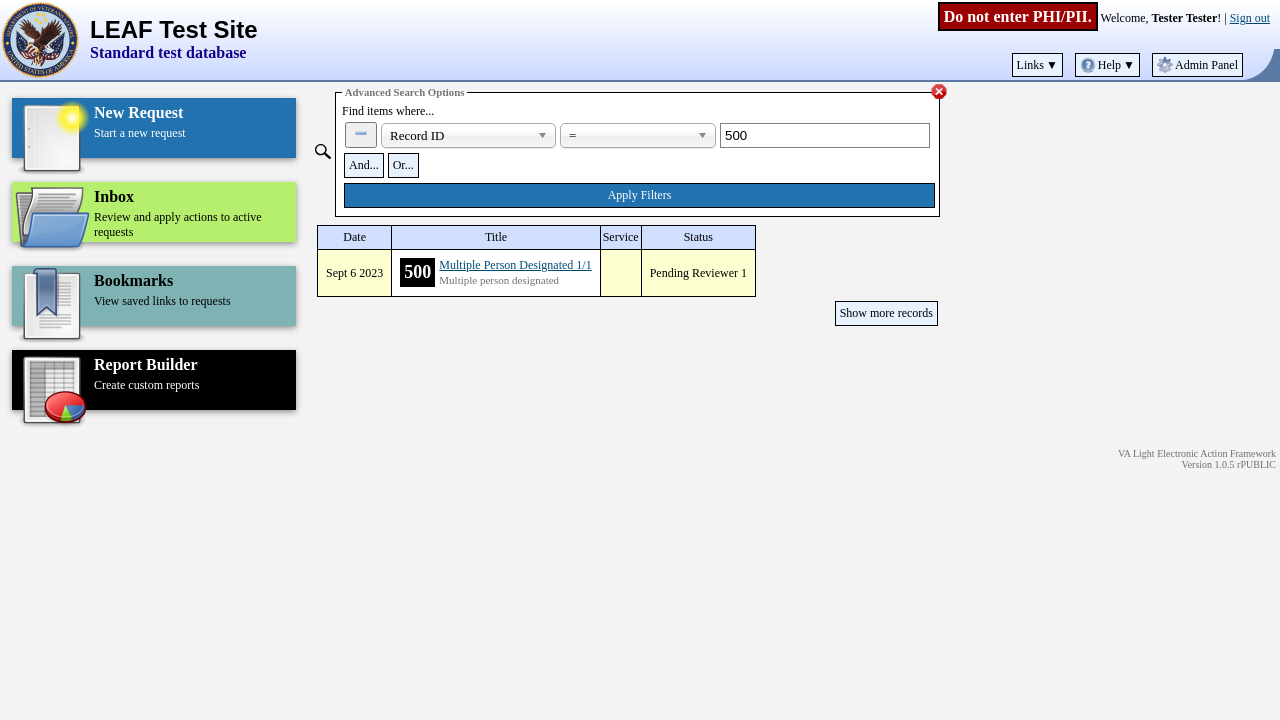 LEAF Test Site
Standard test database
Do not enter PHI/PII. Welcome, Tester Tester! | Sign out
Links ▼ Help ▼ Admin Panel
New Request
Start a new request
Inbox
Review and apply actions to active
requests
Bookmarks
View saved links to requests
Report Builder
Create custom reports
Advanced Search Options
Find items where...
Record ID = 500
And... Or...
Apply Filters
Date Title Service Status
Sept 6 2023 500 Multiple Person Designated 1/1 Pending Reviewer 1
Multiple person designated
Show more records
VA Light Electronic Action Framework
Version 1.0.5 rPUBLIC